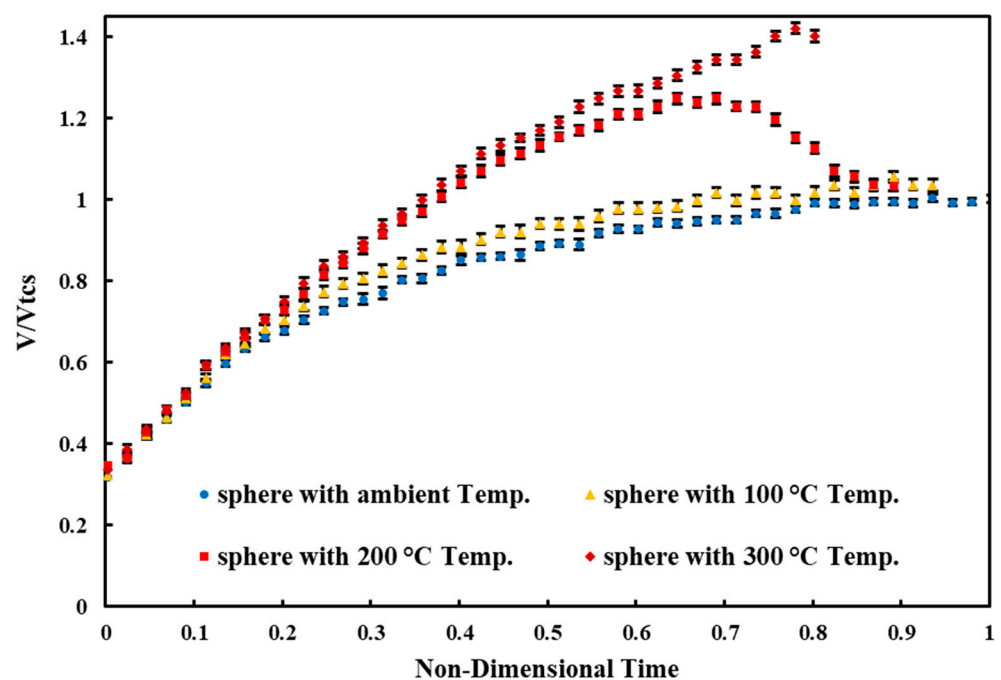 1.4
1.2
1
0.8
0.6
0.4
0.2
0
V/Vtcs
sphere with ambient Temp.
sphere with 100 °C Temp.
sphere with 200 °C Temp.
sphere with 300 °C Temp.
0 0.1 0.2 0.3 0.4 0.5 0.6 0.7 0.8 0.9 1
Non-Dimensional Time